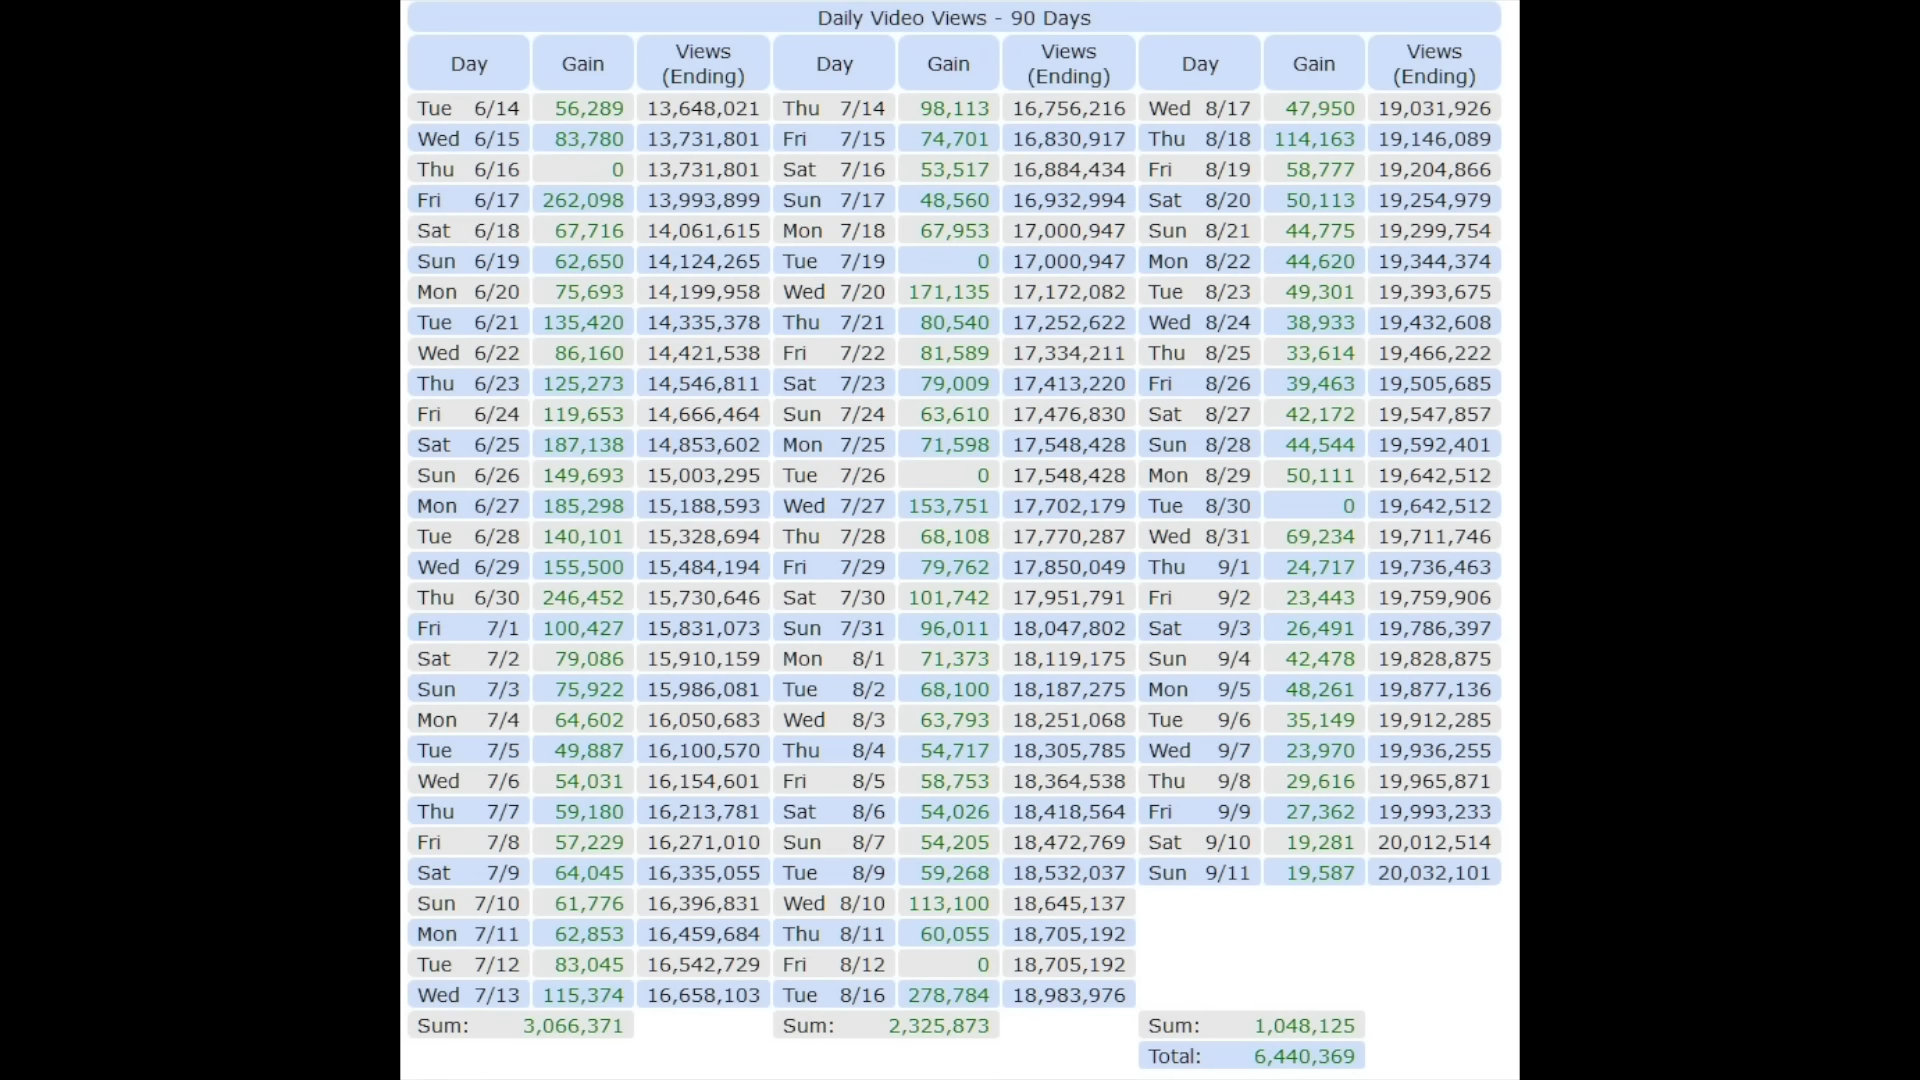 Daily Video Views - 90 Days
Day Gain Views (Ending) Day Gain Views (Ending) Day Gain Views (Ending)
Tue 6/14 56,289 13,648,021 Thu 7/14 98,113 16,756,216 Wed 8/17 47,950 19,031,926
Wed 6/15 83,780 13,731,801 Fri 7/15 74,701 16,830,917 Thu 8/18 114,163 19,146,089
Thu 6/16 0 13,731,801 Sat 7/16 53,517 16,884,434 Fri 8/19 58,777 19,204,866
Fri 6/17 262,098 13,993,899 Sun 7/17 48,560 16,932,994 Sat 8/20 50,113 19,254,979
Sat 6/18 67,716 14,061,615 Mon 7/18 67,953 17,000,947 Sun 8/21 44,775 19,299,754
Sun 6/19 62,650 14,124,265 Tue 7/19 0 17,000,947 Mon 8/22 44,620 19,344,374
Mon 6/20 75,693 14,199,958 Wed 7/20 171,135 17,172,082 Tue 8/23 49,301 19,393,675
Tue 6/21 135,420 14,335,378 Thu 7/21 80,540 17,252,622 Wed 8/24 38,933 19,432,608
Wed 6/22 86,160 14,421,538 Fri 7/22 81,589 17,334,211 Thu 8/25 33,614 19,466,222
Thu 6/23 125,273 14,546,811 Sat 7/23 79,009 17,413,220 Fri 8/26 39,463 19,505,685
Fri 6/24 119,653 14,666,464 Sun 7/24 63,610 17,476,830 Sat 8/27 42,172 19,547,857
Sat 6/25 187,138 14,853,602 Mon 7/25 71,598 17,548,428 Sun 8/28 44,544 19,592,401
Sun 6/26 149,693 15,003,295 Tue 7/26 0 17,548,428 Mon 8/29 50,111 19,642,512
Mon 6/27 185,298 15,188,593 Wed 7/27 153,751 17,702,179 Tue 8/30 0 19,642,512
Tue 6/28 140,101 15,328,694 Thu 7/28 68,108 17,770,287 Wed 8/31 69,234 19,711,746
Wed 6/29 155,500 15,484,194 Fri 7/29 79,762 17,850,049 Thu 9/1 24,717 19,736,463
Thu 6/30 246,452 15,730,646 Sat 7/30 101,742 17,951,791 Fri 9/2 23,443 19,759,906
Fri 7/1 100,427 15,831,073 Sun 7/31 96,011 18,047,802 Sat 9/3 26,491 19,786,397
Sat 7/2 79,086 15,910,159 Mon 8/1 71,373 18,119,175 Sun 9/4 42,478 19,828,875
Sun 7/3 75,922 15,986,081 Tue 8/2 68,100 18,187,275 Mon 9/5 48,261 19,877,136
Mon 7/4 64,602 16,050,683 Wed 8/3 63,793 18,251,068 Tue 9/6 35,149 19,912,285
Tue 7/5 49,887 16,100,570 Thu 8/4 54,717 18,305,785 Wed 9/7 23,970 19,936,255
Wed 7/6 54,031 16,154,601 Fri 8/5 58,753 18,364,538 Thu 9/8 29,616 19,965,871
Thu 7/7 59,180 16,213,781 Sat 8/6 54,026 18,418,564 Fri 9/9 27,362 19,993,233
Fri 7/8 57,229 16,271,010 Sun 8/7 54,205 18,472,769 Sat 9/10 19,281 20,012,514
Sat 7/9 64,045 16,335,055 Tue 8/9 59,268 18,532,037 Sun 9/11 19,587 20,032,101
Sun 7/10 61,776 16,396,831 Wed 8/10 113,100 18,645,137
Mon 7/11 62,853 16,459,684 Thu 8/11 60,055 18,705,192
Tue 7/12 83,045 16,542,729 Fri 8/12 0 18,705,192
Wed 7/13 115,374 16,658,103 Tue 8/16 278,784 18,983,976
Sum: 3,066,371 Sum: 2,325,873 Sum: 1,048,125
Total: 6,440,369